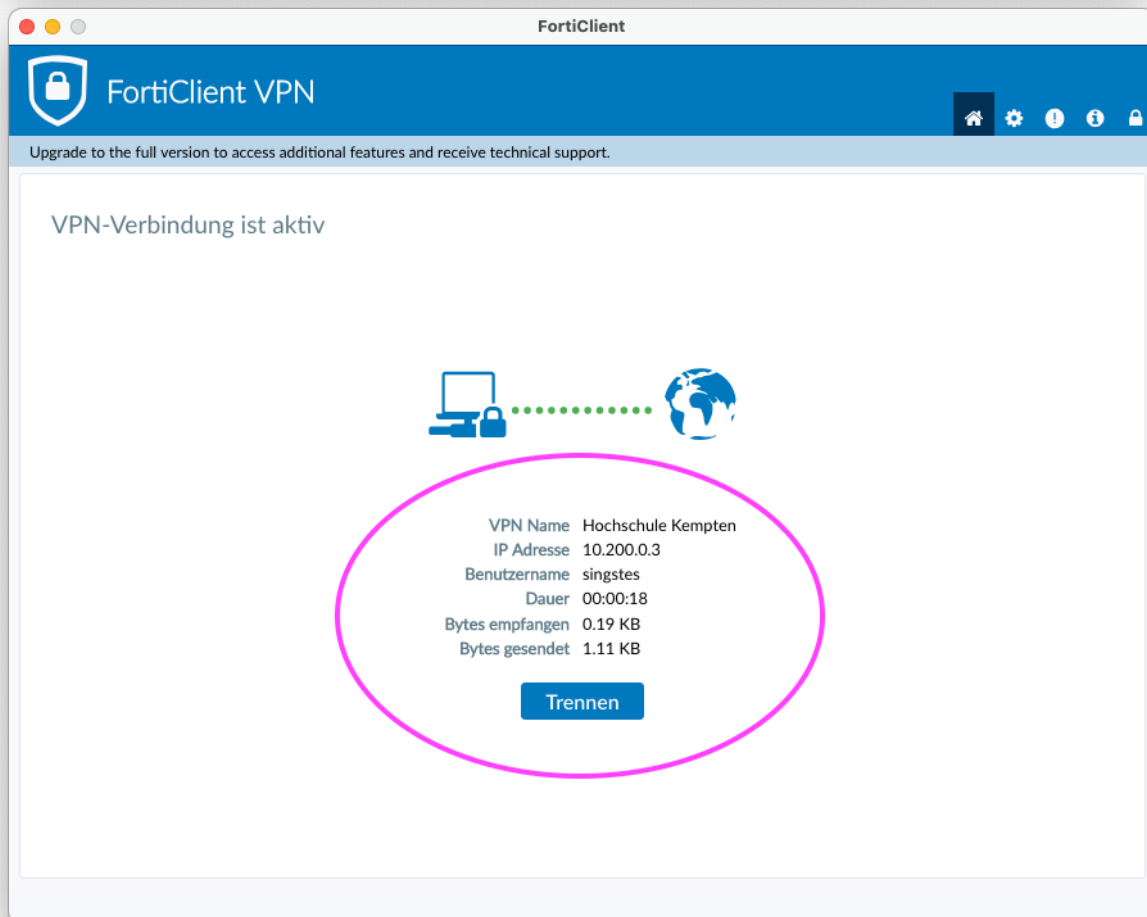 FortiClient
FortiClient VPN
Upgrade to the full version to access additional features and receive technical support.
VPN-Verbindung ist aktiv
VPN Name Hochschule Kempten
IP Adresse 10.200.0.3
Benutzername singstes
Dauer 00:00:18
Bytes empfangen 0.19 KB
Bytes gesendet 1.11 KB
Trennen